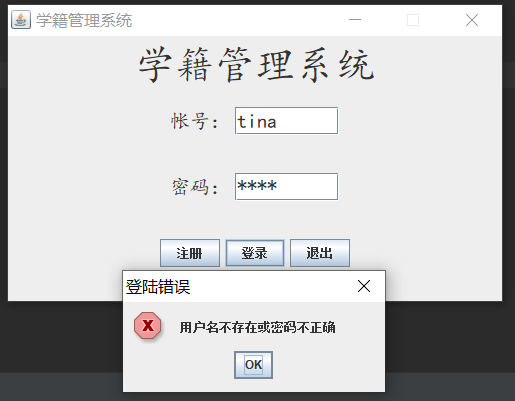 学籍管理系统
学籍管理系统
帐号： tina
密码： ****
注册 登录 退出
登陆错误
用户名不存在或密码不正确
OK